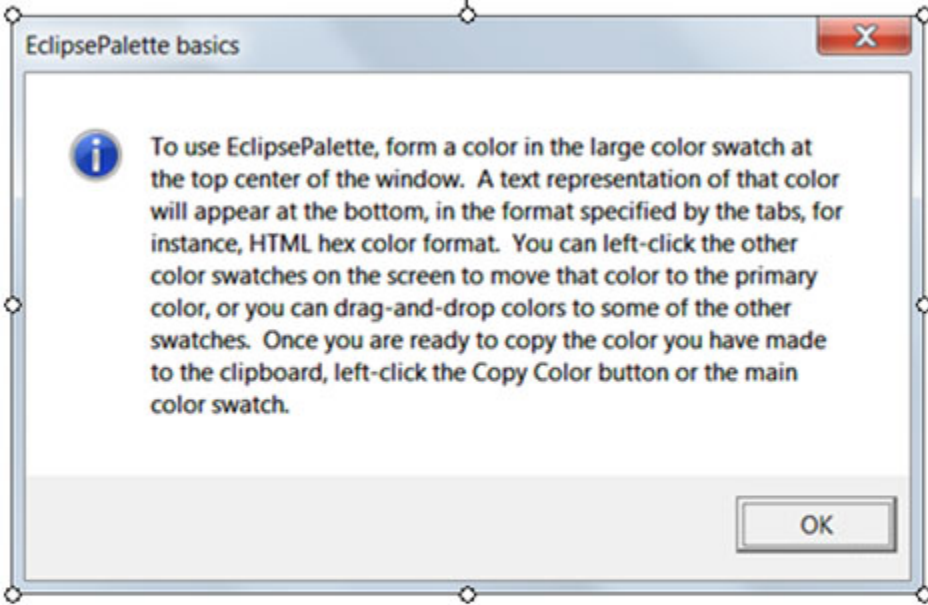 EclipsePalette basics
To use EclipsePalette, form a color in the large color swatch at
the top center of the window.  A text representation of that color
will appear at the bottom, in the format specified by the tabs, for
instance, HTML hex color format.  You can left-click the other
color swatches on the screen to move that color to the primary
color, or you can drag-and-drop colors to some of the other
swatches.  Once you are ready to copy the color you have made
to the clipboard, left-click the Copy Color button or the main
color swatch.
OK